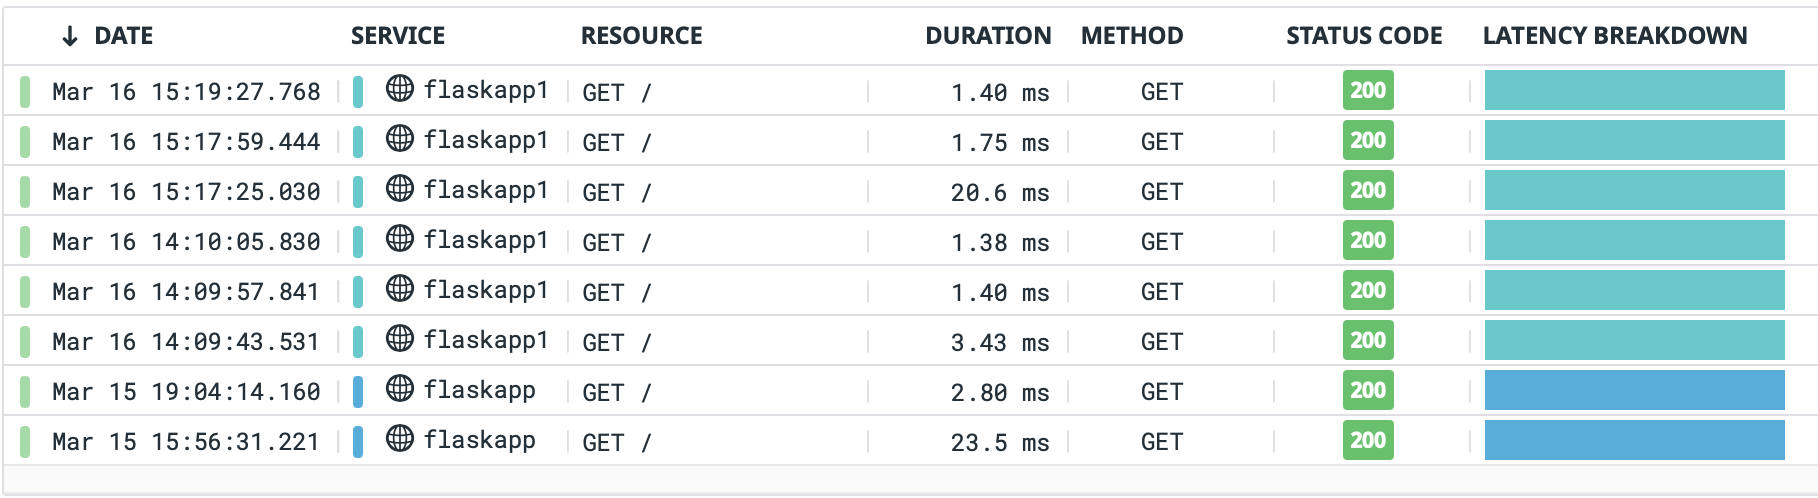 ↓ DATE SERVICE RESOURCE DURATION METHOD STATUS CODE LATENCY BREAKDOWN
Mar 16 15:19:27.768 flaskapp1 GET / 1.40 ms GET 200
Mar 16 15:17:59.444 flaskapp1 GET / 1.75 ms GET 200
Mar 16 15:17:25.030 flaskapp1 GET / 20.6 ms GET 200
Mar 16 14:10:05.830 flaskapp1 GET / 1.38 ms GET 200
Mar 16 14:09:57.841 flaskapp1 GET / 1.40 ms GET 200
Mar 16 14:09:43.531 flaskapp1 GET / 3.43 ms GET 200
Mar 15 19:04:14.160 flaskapp GET / 2.80 ms GET 200
Mar 15 15:56:31.221 flaskapp GET / 23.5 ms GET 200